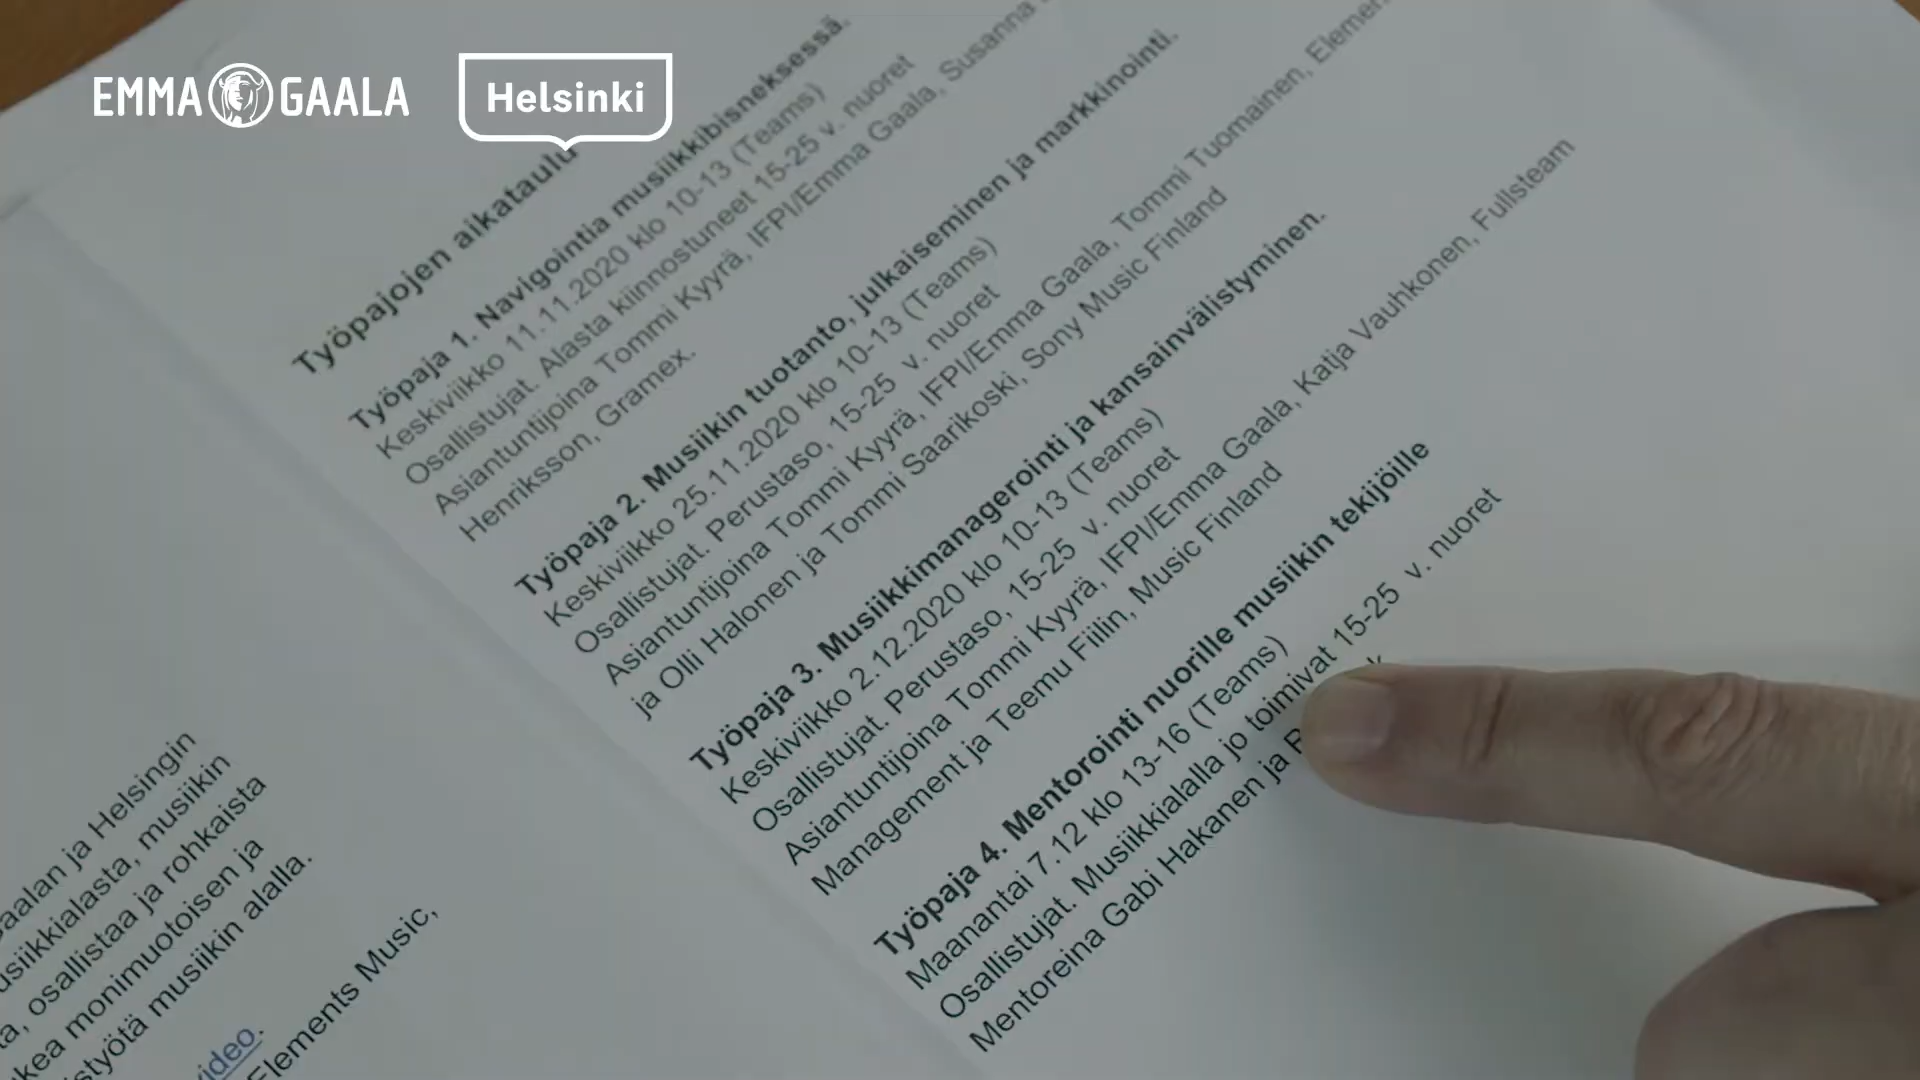 EMMA GAALA
Helsinki
Työpajojen aikataulu
Työpaja 1. Navigointia musiikkibisneksessä.
Keskiviikko 11.11.2020 klo 10-13 (Teams)
Osallistujat. Alasta kiinnostuneet 15-25 v. nuoret
Asiantuntijoina Tommi Kyyrä, IFPI/Emma Gaala, Susanna
Henriksson, Gramex.
Työpaja 2. Musiikin tuotanto, julkaiseminen ja markkinointi.
Keskiviikko 25.11.2020 klo 10-13 (Teams)
Osallistujat. Perustaso, 15-25 v. nuoret
Asiantuntijoina Tommi Kyyrä, IFPI/Emma Gaala, Tommi Tuomainen,
ja Olli Halonen ja Tommi Saarikoski, Sony Music Finland
Työpaja 3. Musiikkimanagerointi ja kansainvälistyminen.
Keskiviikko 2.12.2020 klo 10-13 (Teams)
Osallistujat. Perustaso, 15-25 v. nuoret
Asiantuntijoina Tommi Kyyrä, IFPI/Emma Gaala, Katja Vauhkonen, Fullsteam
Management ja Teemu Fiilin, Music Finland
Työpaja 4. Mentorointi nuorille musiikin tekijöille
Maanantai 7.12 klo 13-16 (Teams)
Osallistujat. Musiikkialalla jo toimivat 15-25 v. nuoret
Mentoreina Gabi Hakanen ja
ja Helsingin
musiikin
osallistaa ja rohkaista
monimuotoisen ja
musiikin alalla.
video.
Elements Music,